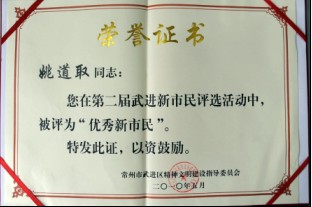 荣誉证书
姚道取同志:
您在第二届武进新市民评选活动中,
被评为“优秀新市民”。
特发此证,以资鼓励。
常州市武进区精神文明建设指导委员会
二〇一〇年五月